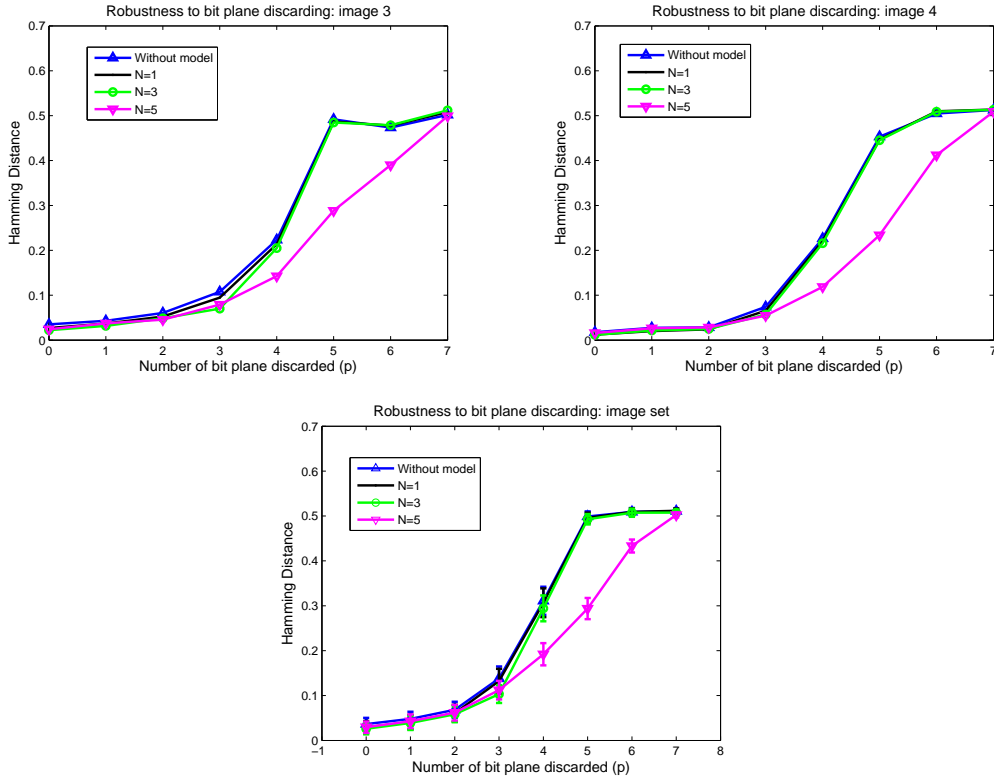 Robustness to bit plane discarding: image 3
0.7
0.6
0.5
0.4
0.3
0.2
0.1
0
Hamming Distance
Without model
N=1
N=3
N=5
0 1 2 3 4 5 6 7
Number of bit plane discarded (p)
Robustness to bit plane discarding: image 4
0.7
0.6
0.5
0.4
0.3
0.2
0.1
0
Hamming Distance
Without model
N=1
N=3
N=5
0 1 2 3 4 5 6 7
Number of bit plane discarded (p)
Robustness to bit plane discarding: image set
0.7
0.6
0.5
0.4
0.3
0.2
0.1
0
Hamming Distance
Without model
N=1
N=3
N=5
−1 0 1 2 3 4 5 6 7 8
Number of bit plane discarded (p)